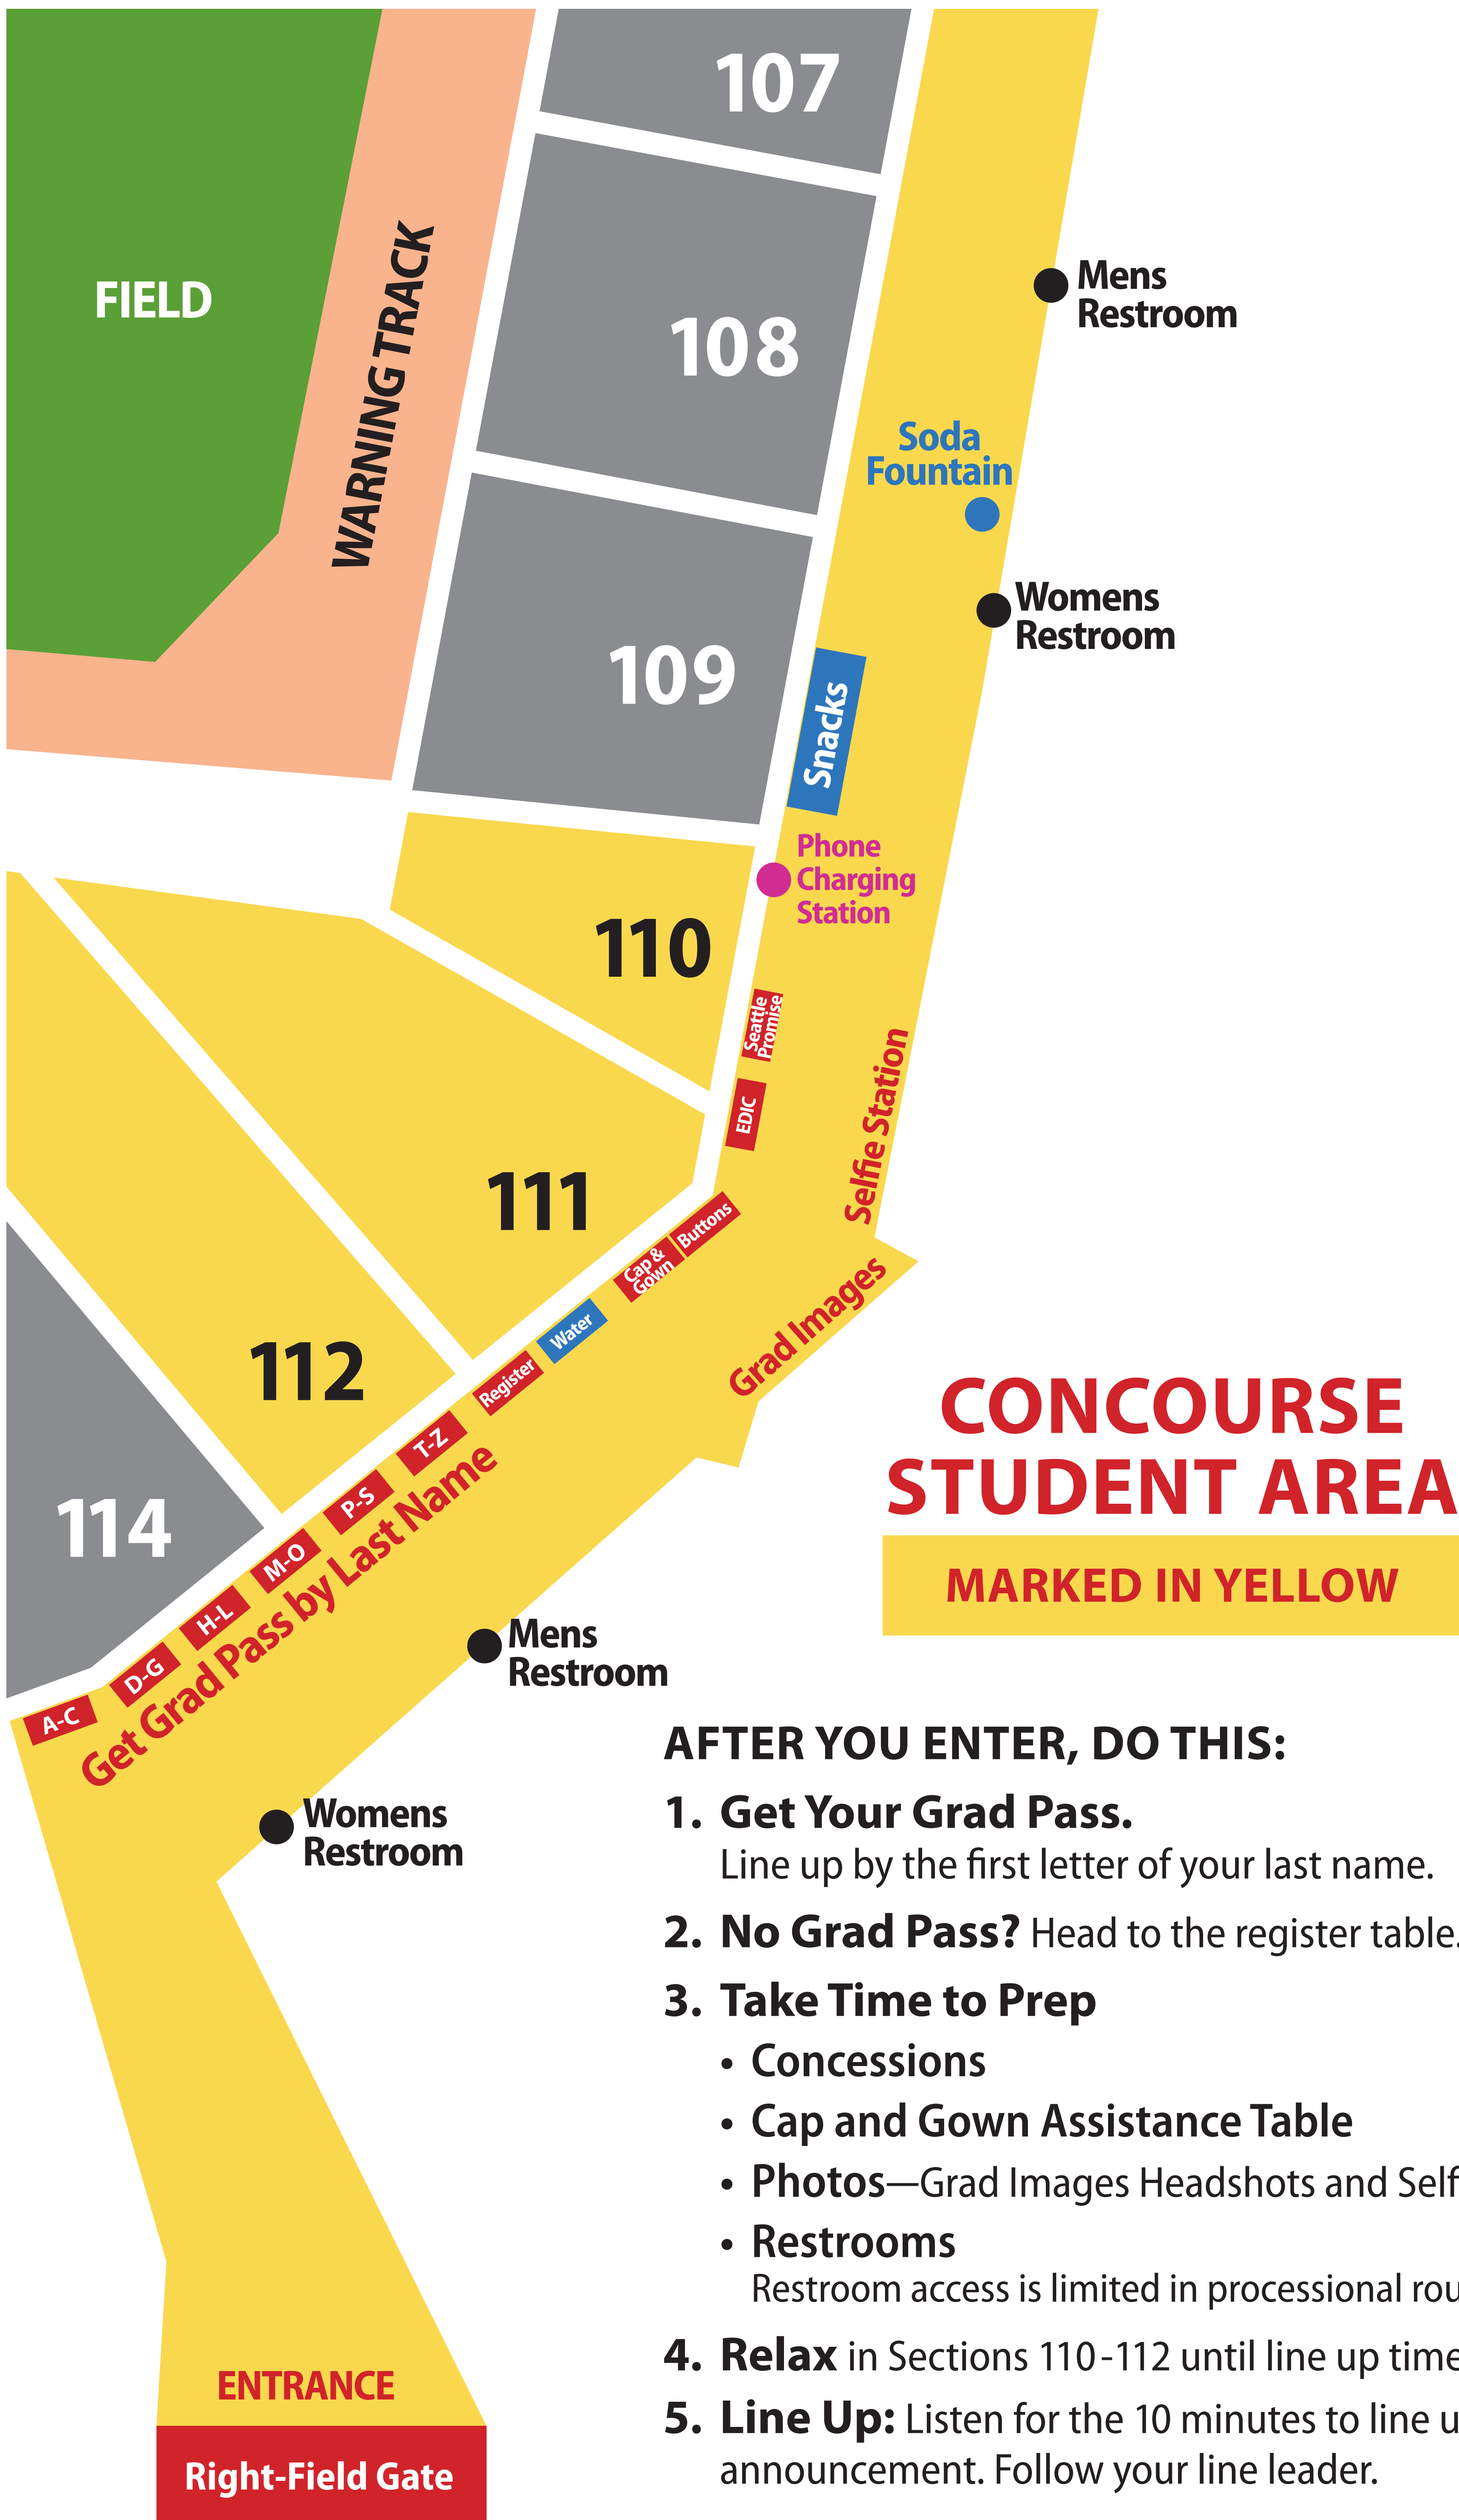 107
FIELD
WARNING TRACK
Mens
Restroom
108
Soda
Fountain
Womens
Restroom
109
Snacks
Phone
Charging
Station
110
Seattle
Promise
EDIC
Selfie Station
111
Buttons
Cap &
Gown
Grad Images
Water
112
Register
T-Z
114
P-S
M-O
H-L
D-G
A-C
Get Grad Pass by Last Name
Mens
Restroom
Womens
Restroom
CONCOURSE
STUDENT AREA
MARKED IN YELLOW
AFTER YOU ENTER, DO THIS:
1. Get Your Grad Pass.
Line up by the first letter of your last name.
2. No Grad Pass? Head to the register table.
3. Take Time to Prep
• Concessions
• Cap and Gown Assistance Table
• Photos—Grad Images Headshots and
• Restrooms
Restroom access is limited in processional
4. Relax in Sections 110-112 until line up time
5. Line Up: Listen for the 10 minutes to line
announcement. Follow your line leader.
ENTRANCE
Right-Field Gate